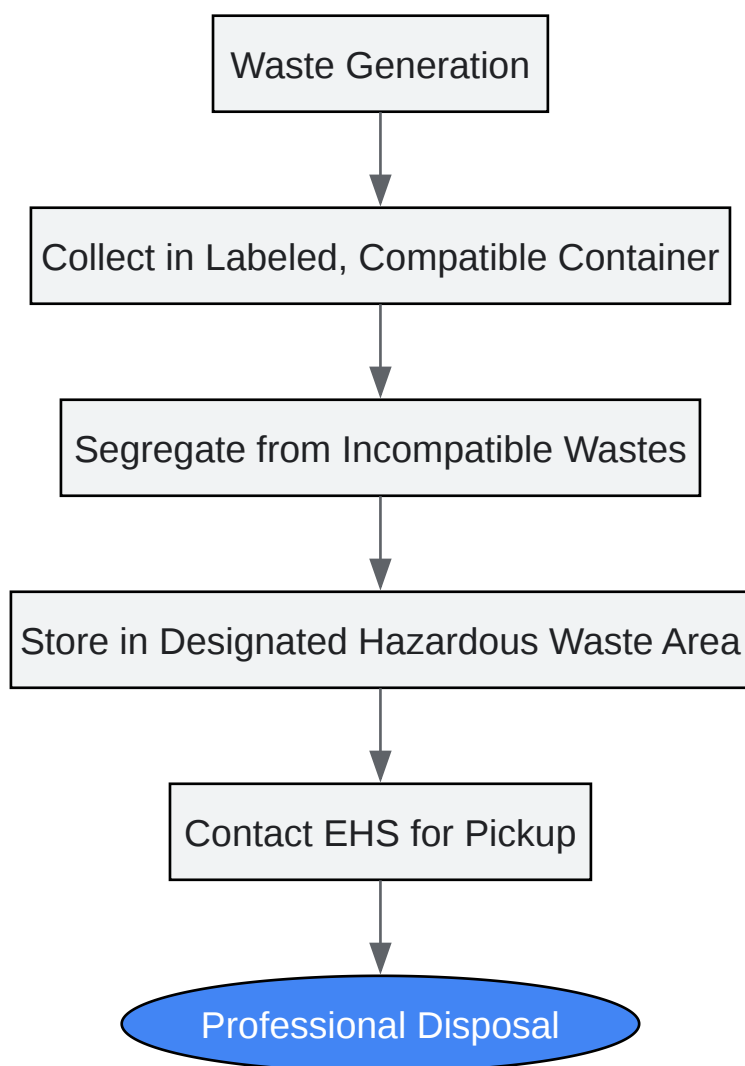 Waste Generation
Collect in Labeled, Compatible Container
Segregate from Incompatible Wastes
Store in Designated Hazardous Waste Area
Contact EHS for Pickup
Professional Disposal